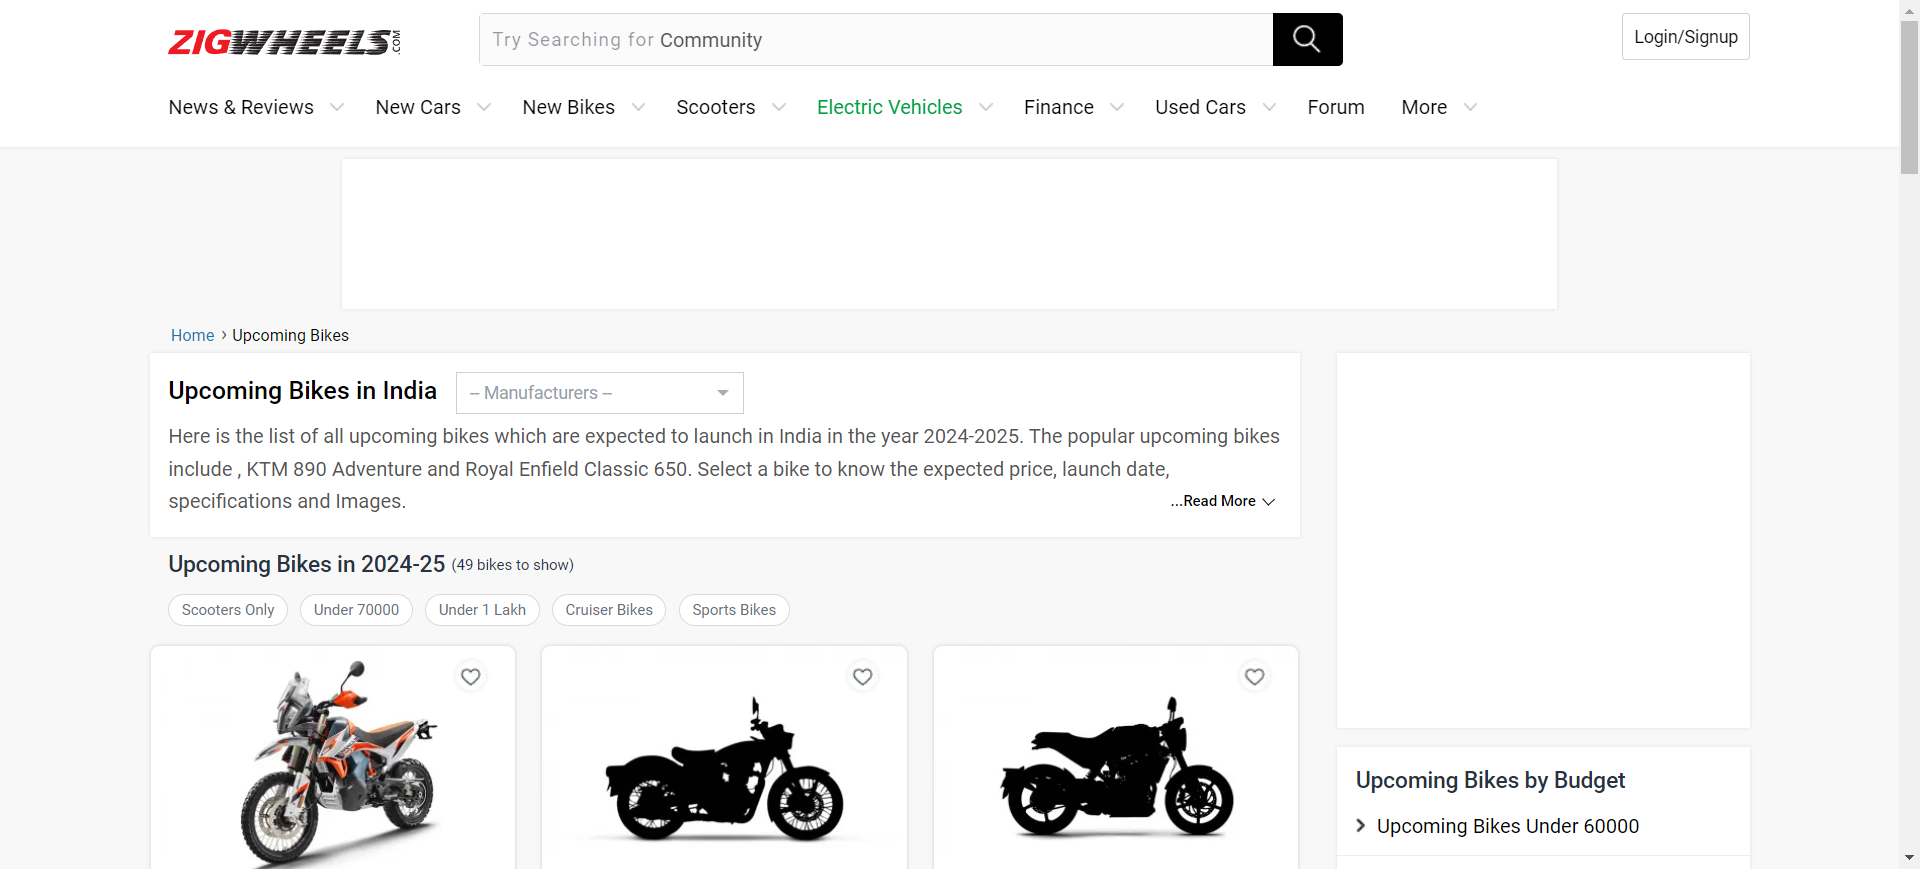 ZIGWHEELS.COM
Try Searching for Community
Login/Signup
News & Reviews New Cars New Bikes Scooters Electric Vehicles Finance Used Cars Forum More
Home › Upcoming Bikes
Upcoming Bikes in India
-- Manufacturers --
Here is the list of all upcoming bikes which are expected to launch in India in the year 2024-2025. The popular upcoming bikes
include , KTM 890 Adventure and Royal Enfield Classic 650. Select a bike to know the expected price, launch date,
specifications and Images.
...Read More
Upcoming Bikes in 2024-25 (49 bikes to show)
Scooters Only Under 70000 Under 1 Lakh Cruiser Bikes Sports Bikes
Upcoming Bikes by Budget
Upcoming Bikes Under 60000